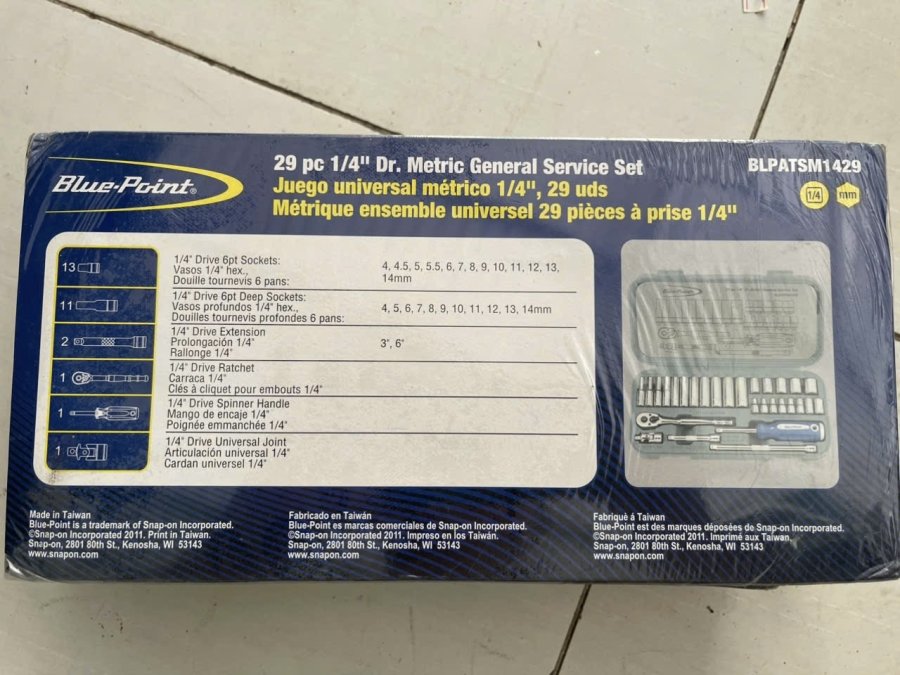 Blue-Point®
29 pc 1/4" Dr. Metric General Service Set
BLPATSM1429
Juego universal métrico 1/4", 29 uds
1/4
mm
Métrique ensemble universel 29 pièces à prise 1/4"
13
1/4" Drive 6pt Sockets:
Vasos 1/4" hex.,
Douille tournevis 6 pans:
4, 4.5, 5, 5.5, 6, 7, 8, 9, 10, 11, 12, 13,
14mm
11
1/4" Drive 6pt Deep Sockets:
Vasos profundos 1/4" hex.,
Douilles tournevis profondes 6 pans:
4, 5, 6, 7, 8, 9, 10, 11, 12, 13, 14mm
2
1/4" Drive Extension
Prolongación 1/4"
Rallonge 1/4"
3", 6"
1
1/4" Drive Ratchet
Carraca 1/4"
Clés à cliquet pour embouts 1/4"
1
1/4" Drive Spinner Handle
Mango de encaje 1/4"
Poignée emmanchée 1/4"
1
1/4" Drive Universal Joint
Articulación universal 1/4"
Cardan universel 1/4"
Made in Taiwan
Blue-Point is a trademark of Snap-on Incorporated.
©Snap-on Incorporated 2011. Print in Taiwan.
Snap-on, 2801 80th St., Kenosha, WI 53143
www.snapon.com
Fabricado en Taiwán
Blue-Point es marcas comerciales de Snap-on Incorporated.
©Snap-on Incorporated 2011. Impreso en los Taiwán.
Snap-on, 2801 80th St., Kenosha, WI 53143
www.snapon.com
Fabriqué à Taiwan
Blue-Point est des marques déposées de Snap-on Incorporated.
©Snap-on Incorporated 2011. Imprimé aux Taiwan.
Snap-on, 2801 80th St., Kenosha, WI 53143
www.snapon.com